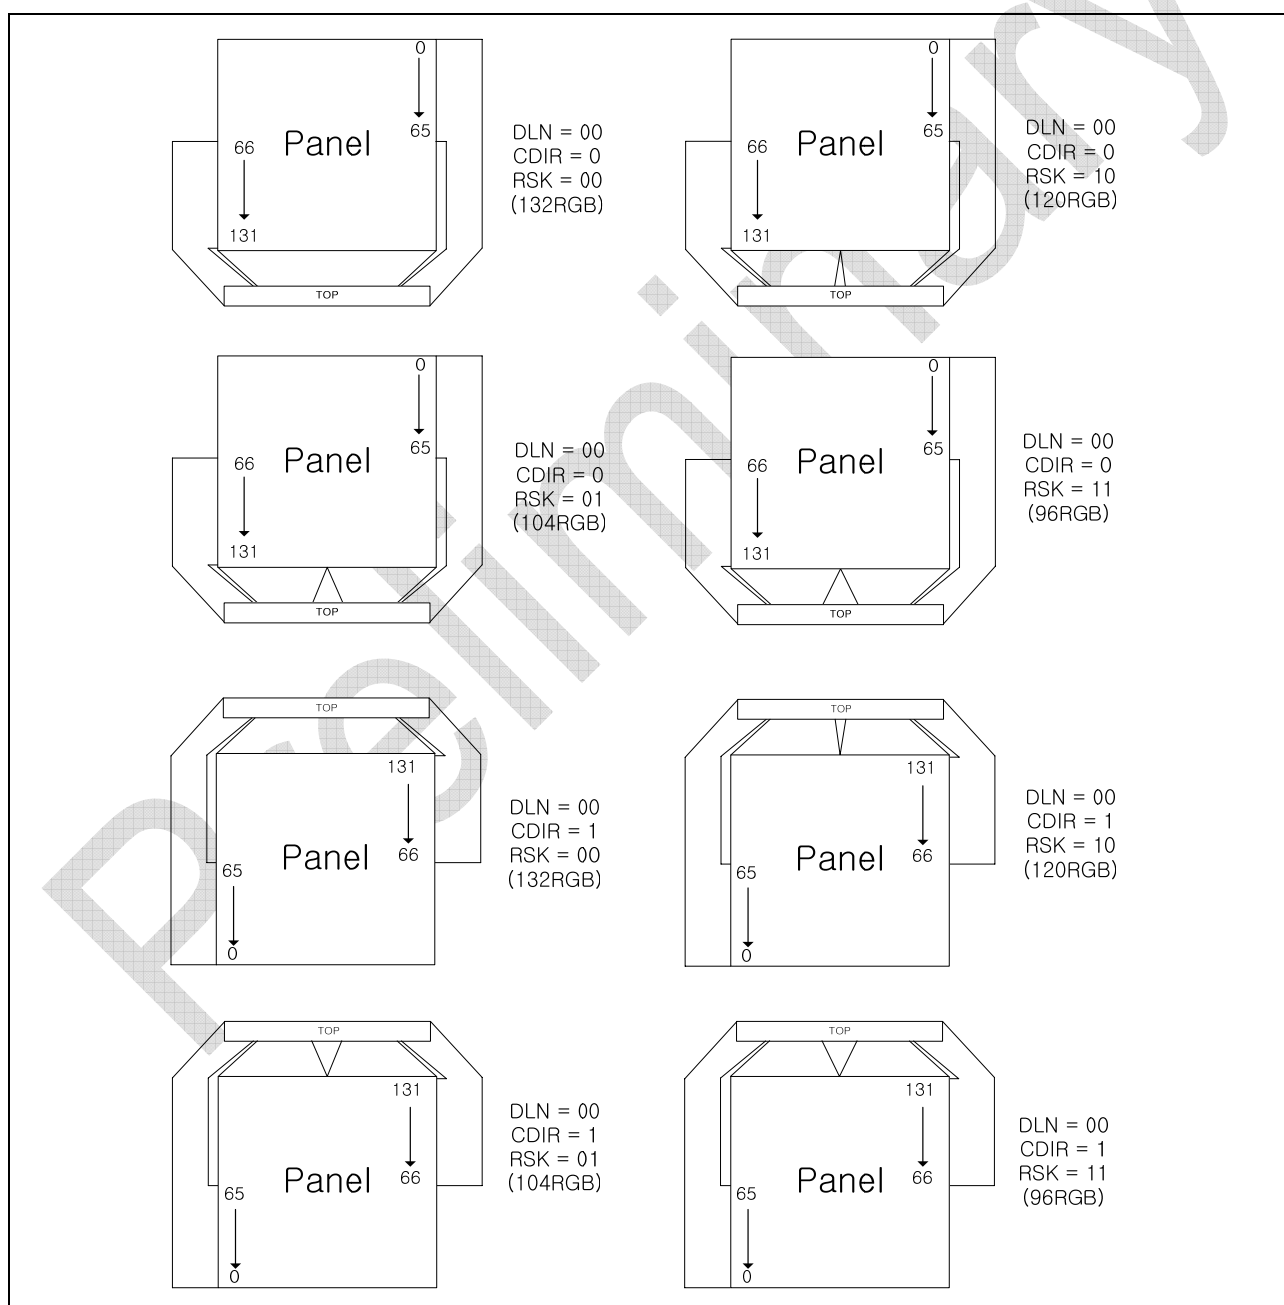 0
65
66
131
Panel
TOP
DLN = 00
CDIR = 0
RSK = 00
(132RGB)
0
65
66
131
Panel
TOP
DLN = 00
CDIR = 0
RSK = 10
(120RGB)
0
65
66
131
Panel
TOP
DLN = 00
CDIR = 0
RSK = 01
(104RGB)
0
65
66
131
Panel
TOP
DLN = 00
CDIR = 0
RSK = 11
(96RGB)
TOP
131
66
Panel
65
0
DLN = 00
CDIR = 1
RSK = 00
(132RGB)
TOP
131
66
Panel
65
0
DLN = 00
CDIR = 1
RSK = 10
(120RGB)
TOP
131
66
Panel
65
0
DLN = 00
CDIR = 1
RSK = 01
(104RGB)
TOP
131
66
Panel
65
0
DLN = 00
CDIR = 1
RSK = 11
(96RGB)
Preliminary